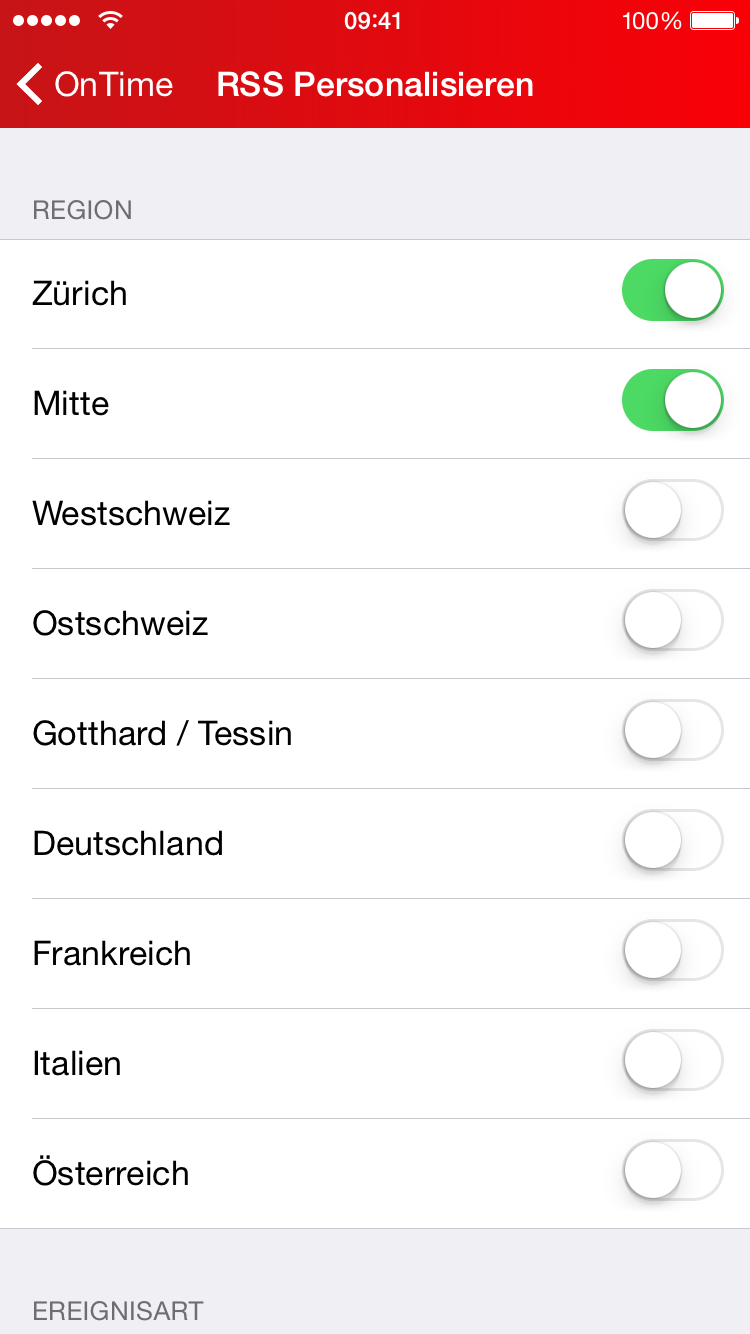 09:41 100%
OnTime RSS Personalisieren
REGION
Zürich
Mitte
Westschweiz
Ostschweiz
Gotthard / Tessin
Deutschland
Frankreich
Italien
Österreich
EREIGNISART